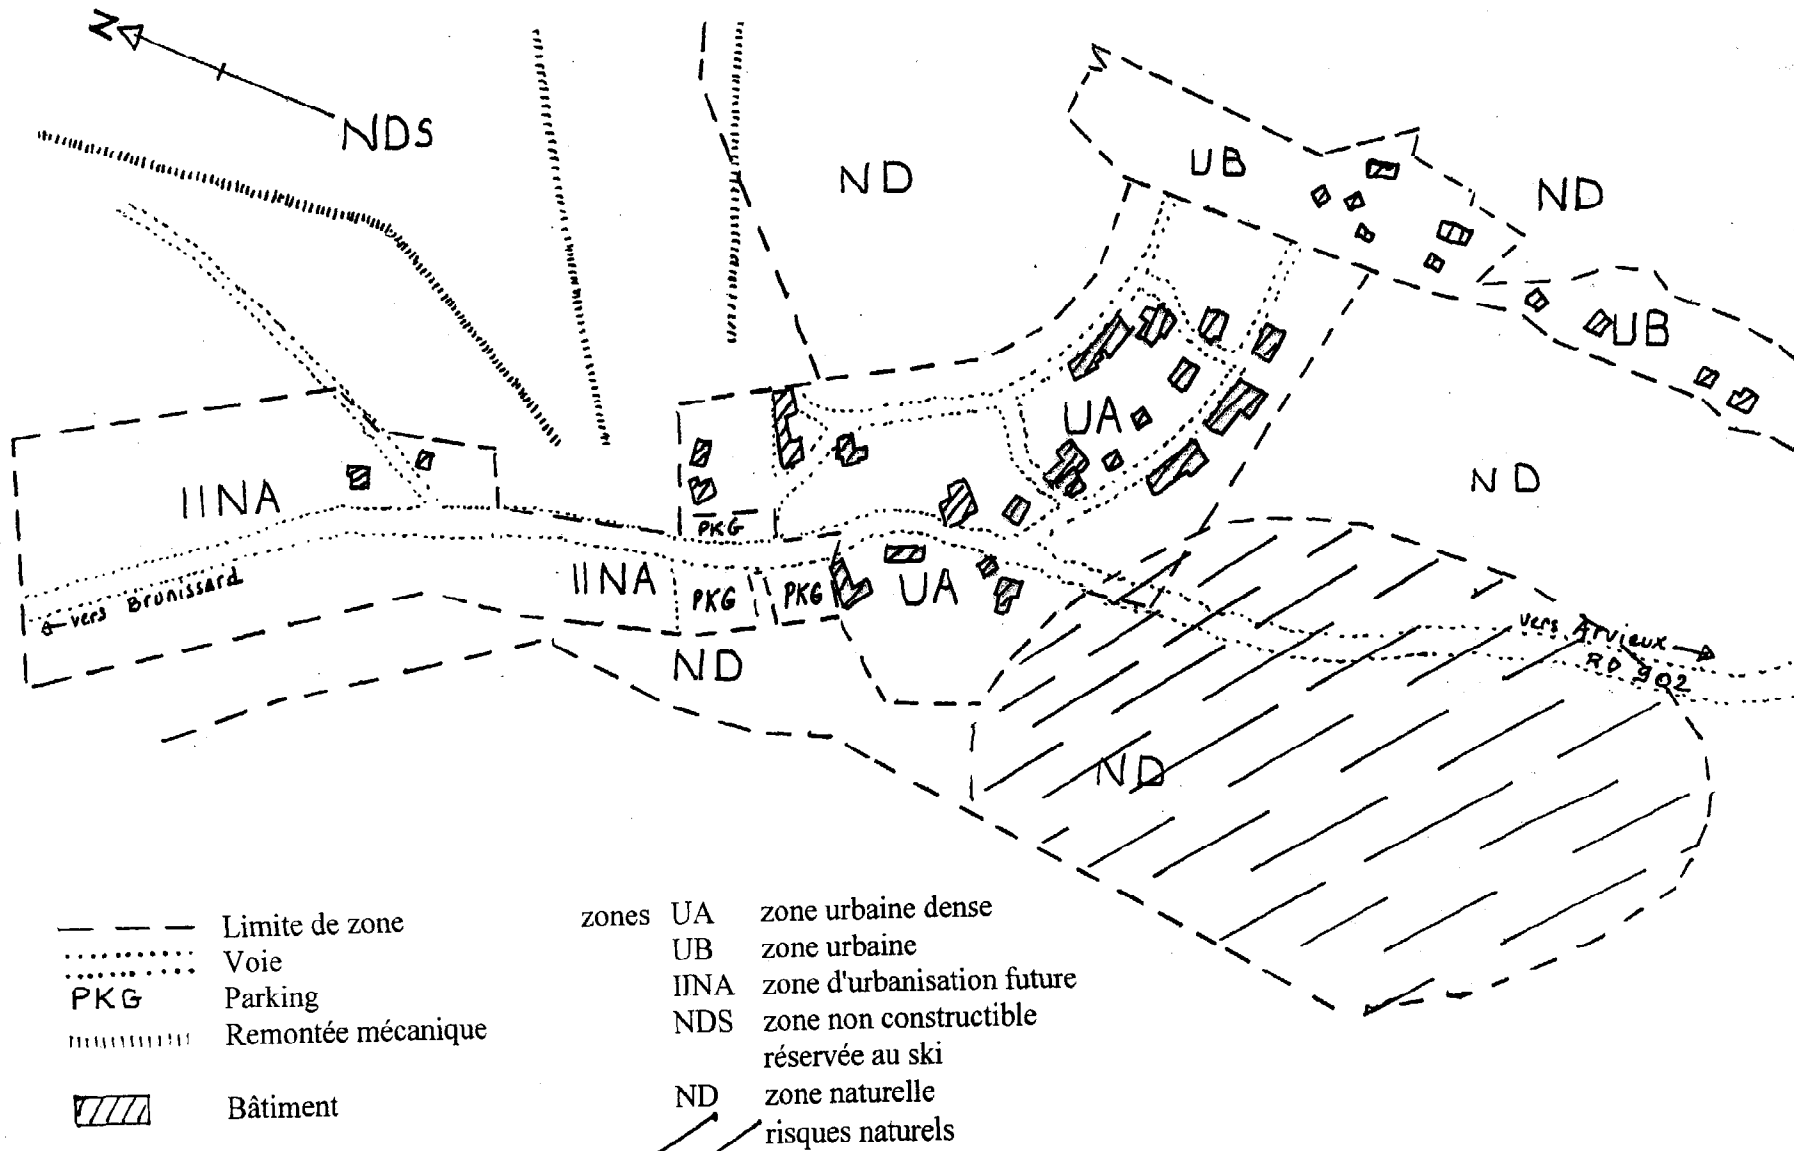 N
NDS
ND
UB
ND
UB
UA
IINA
ND
PKG
IINA
PKG
PKG
UA
← vers Brunissard
vers Arvieux →
RD 902
ND
ND
Limite de zone
Voie
PKG Parking
Remontée mécanique
Bâtiment
zones UA zone urbaine dense
UB zone urbaine
IINA zone d'urbanisation future
NDS zone non constructible
réservée au ski
ND zone naturelle
risques naturels